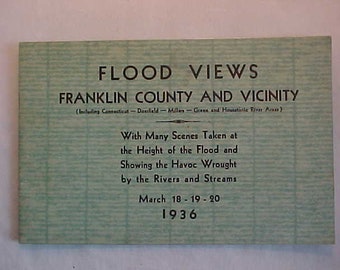 FLOOD VIEWS
FRANKLIN COUNTY AND VICINITY
(Including Connecticut — Deerfield — Millers — Green and Housatonic River Areas)
With Many Scenes Taken at
the Height of the Flood and
Showing the Havoc Wrought
by the Rivers and Streams
March 18 - 19 - 20
1936